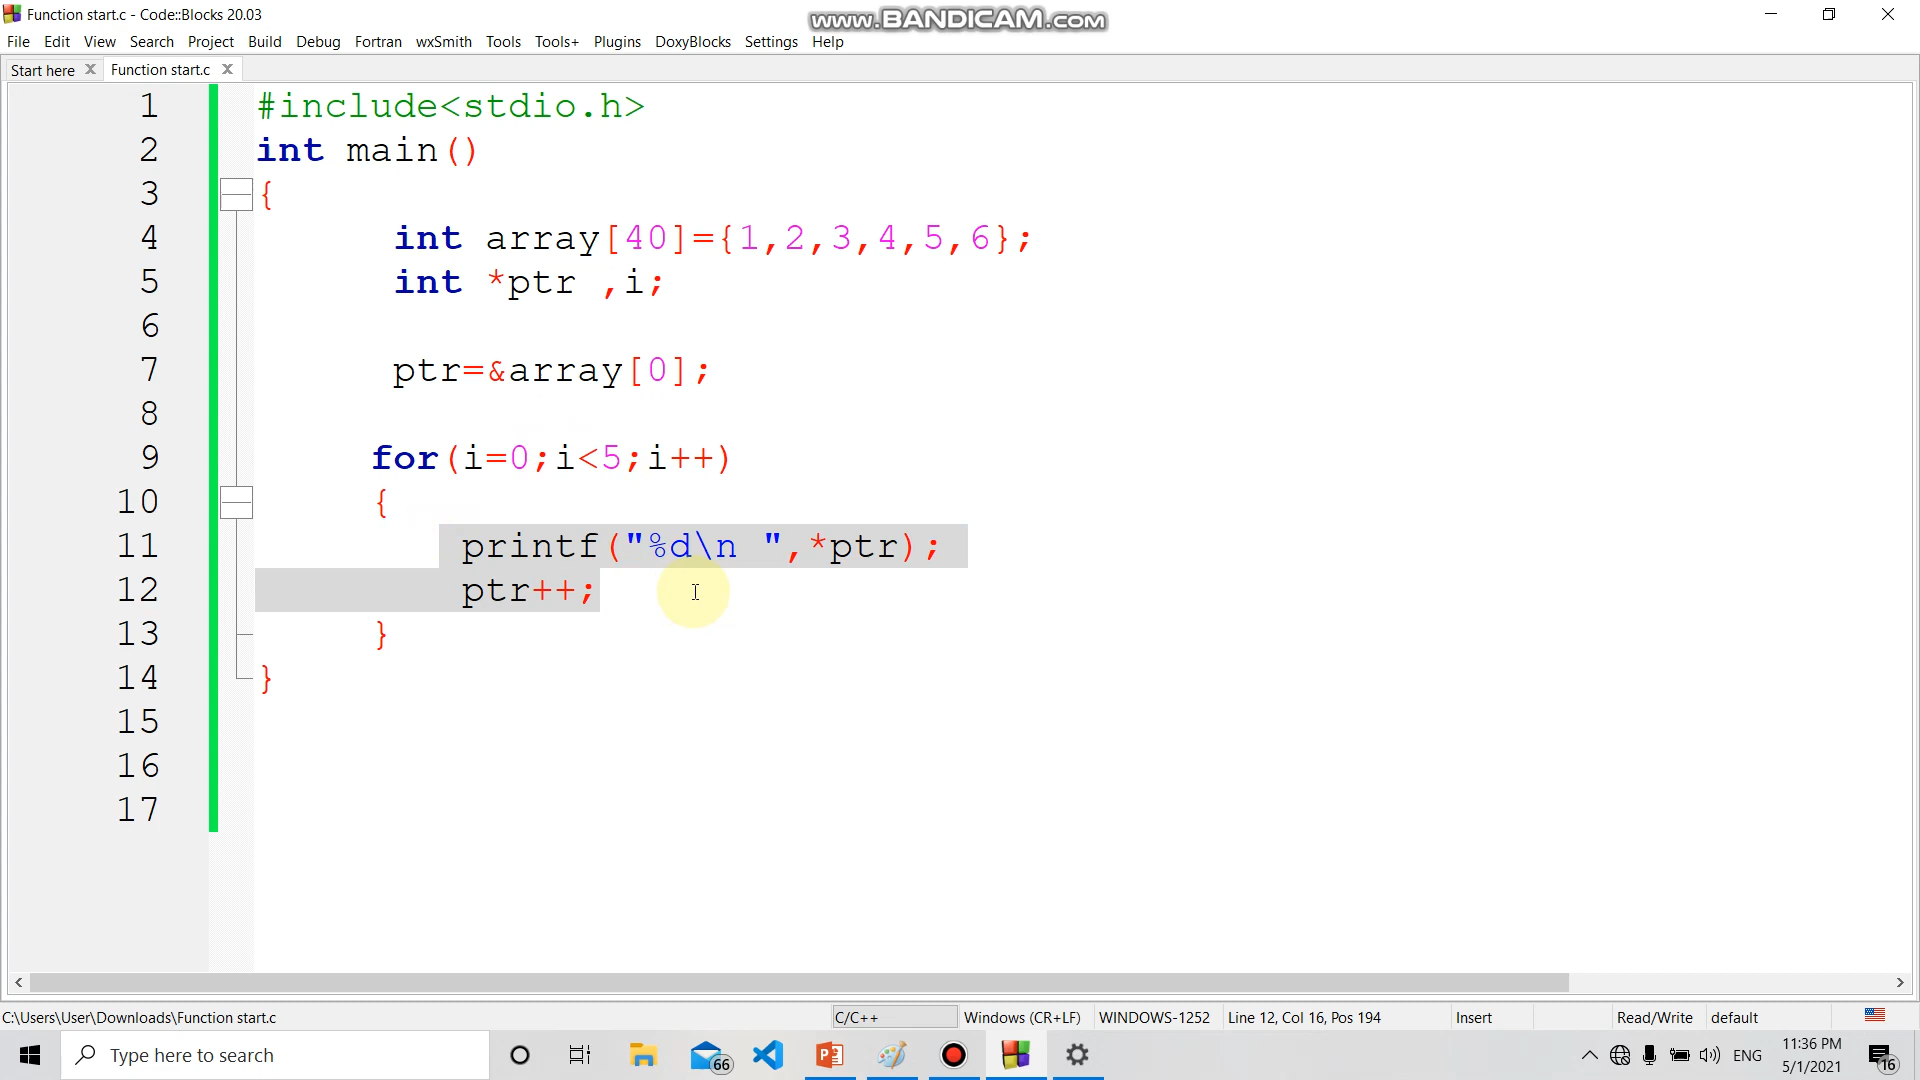 Function start.c - Code::Blocks 20.03
www.BANDICAM.com
File Edit View Search Project Build Debug Fortran wxSmith Tools Tools+ Plugins DoxyBlocks Settings Help
Start here X Function start.c X
1 #include<stdio.h>
2 int main()
3 {
4 int array[40]={1,2,3,4,5,6};
5 int *ptr ,i;
6
7 ptr=&array[0];
8
9 for(i=0;i<5;i++)
10 {
11 printf("%d\n ",*ptr);
12 ptr++;
13 }
14 }
15
16
17
C:\Users\User\Downloads\Function start.c C/C++ Windows (CR+LF) WINDOWS-1252 Line 12, Col 16, Pos 194 Insert Read/Write default
Type here to search 66 ENG 11:36 PM 16
5/1/2021